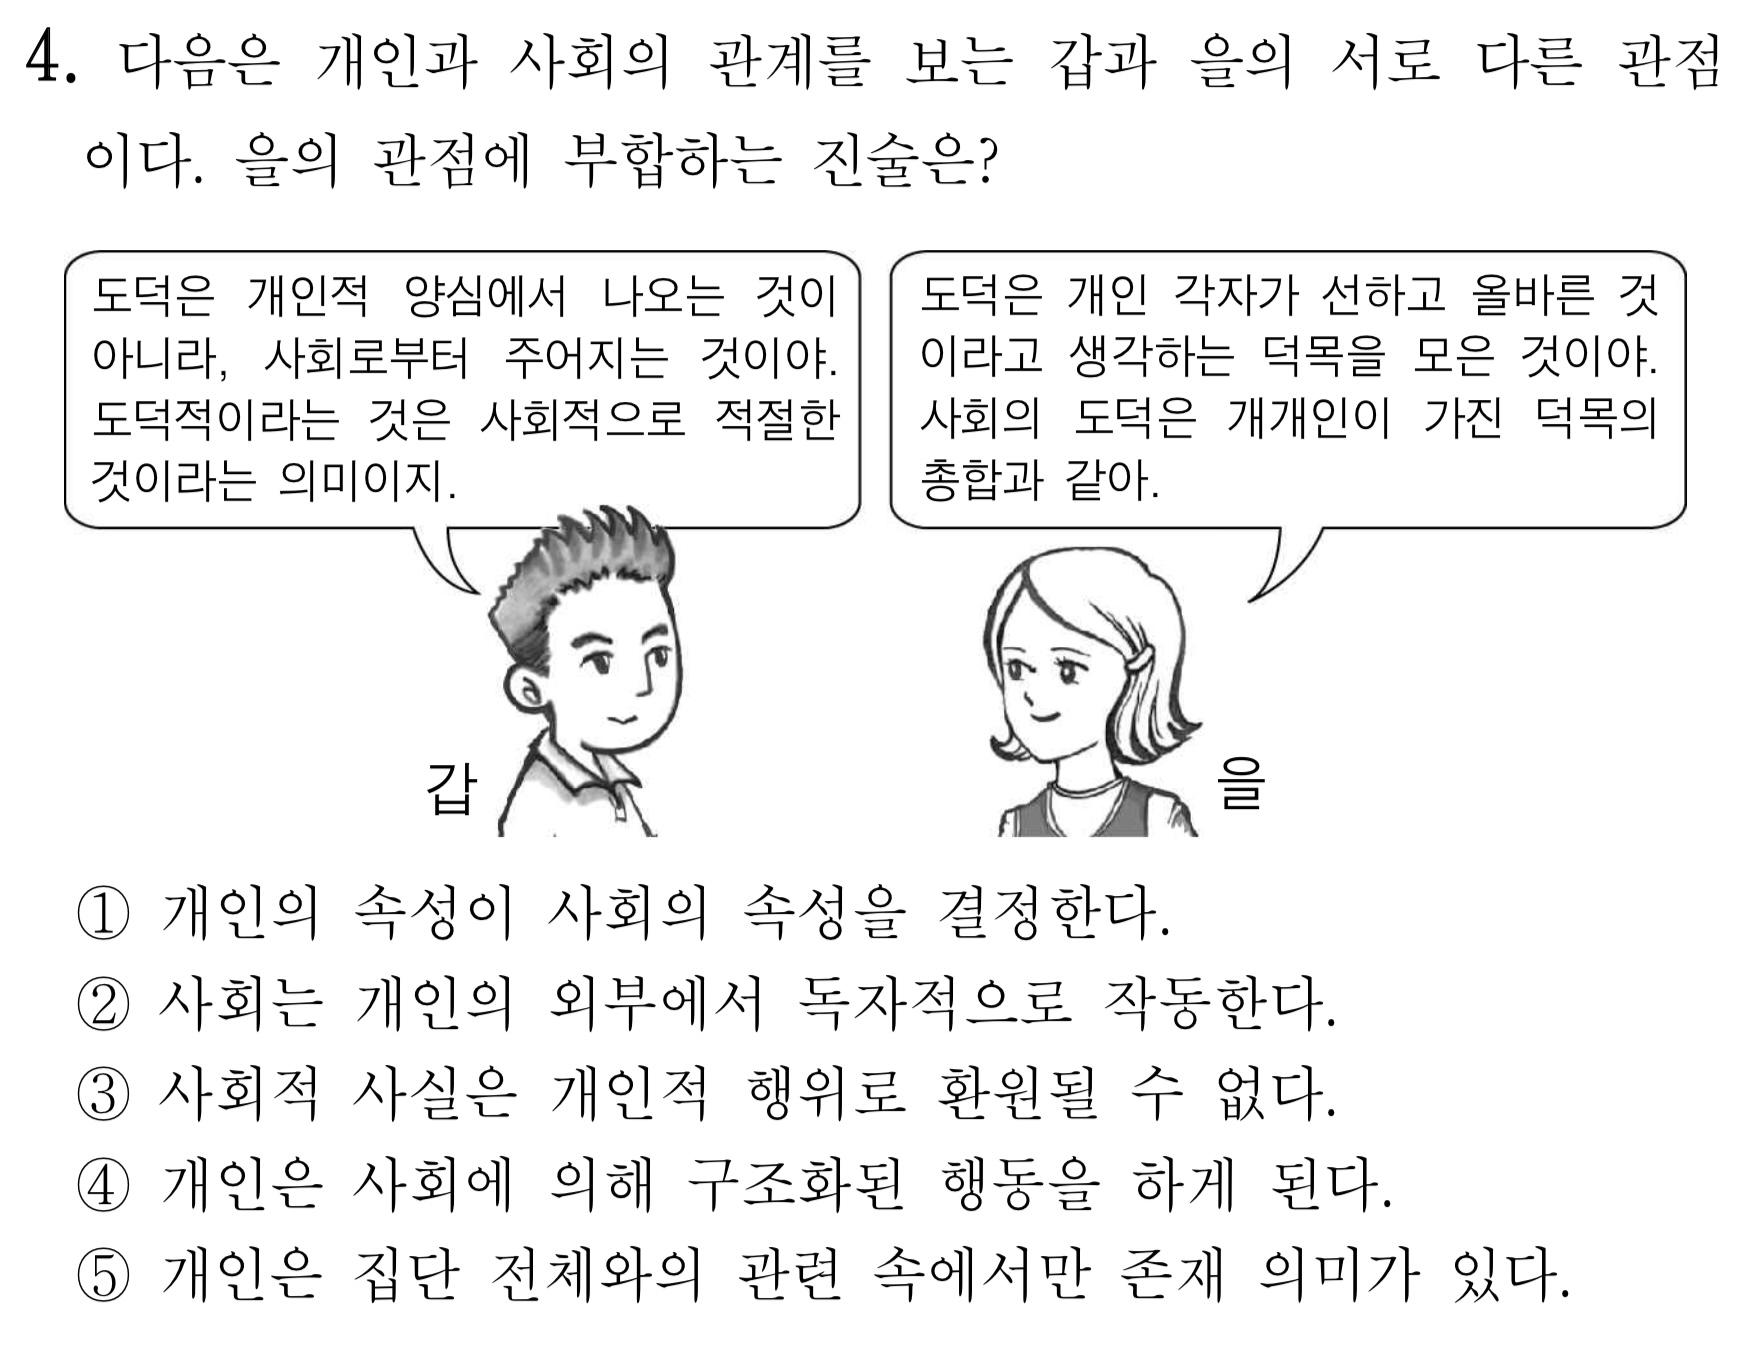 4. 다음은 개인과 사회의 관계를 보는 갑과 을의 서로 다른 관점
이다. 을의 관점에 부합하는 진술은?
도덕은 개인적 양심에서 나오는 것이
아니라, 사회로부터 주어지는 것이야.
도덕적이라는 것은 사회적으로 적절한
것이라는 의미이지.
도덕은 개인 각자가 선하고 올바른 것
이라고 생각하는 덕목을 모은 것이야.
사회의 도덕은 개개인이 가진 덕목의
총합과 같아.
갑
을
① 개인의 속성이 사회의 속성을 결정한다.
② 사회는 개인의 외부에서 독자적으로 작동한다.
③ 사회적 사실은 개인적 행위로 환원될 수 없다.
④ 개인은 사회에 의해 구조화된 행동을 하게 된다.
⑤ 개인은 집단 전체와의 관련 속에서만 존재 의미가 있다.